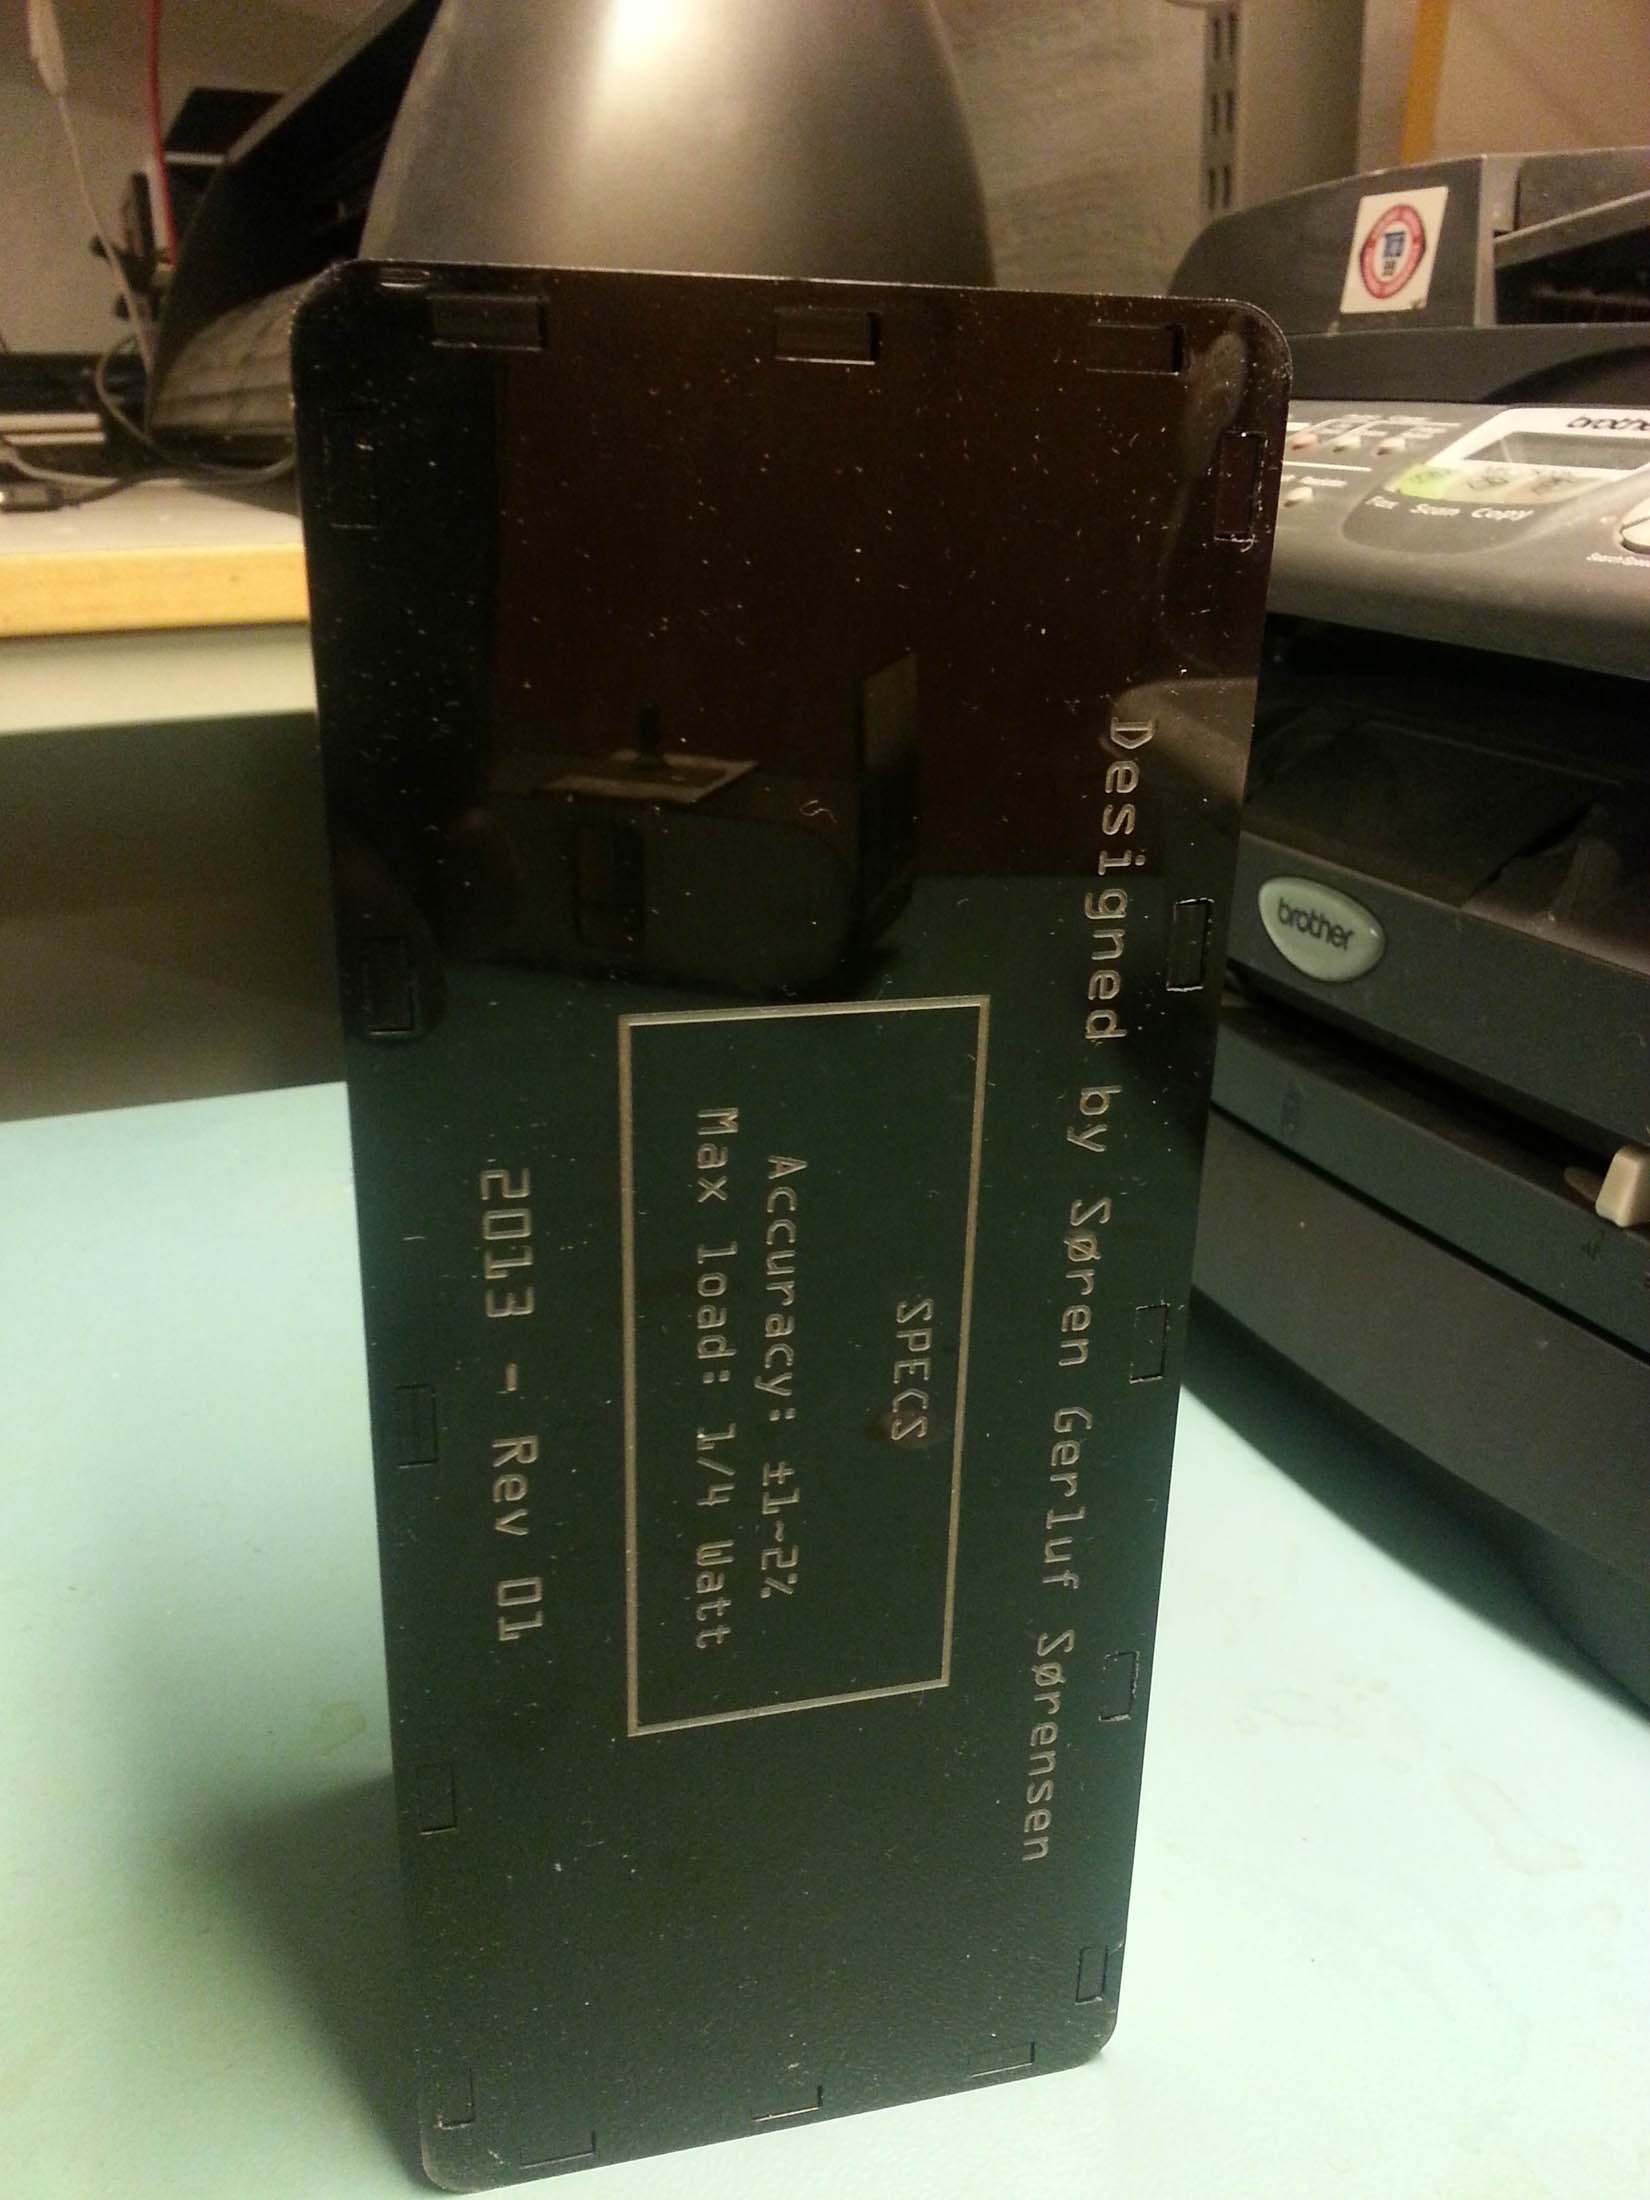 Designed by Søren Gerluf Sørensen
SPECS
Accuracy: ±1-2%
Max load: 1/4 Watt
2013 - Rev 01
brother
Fax Scan Copy
brother